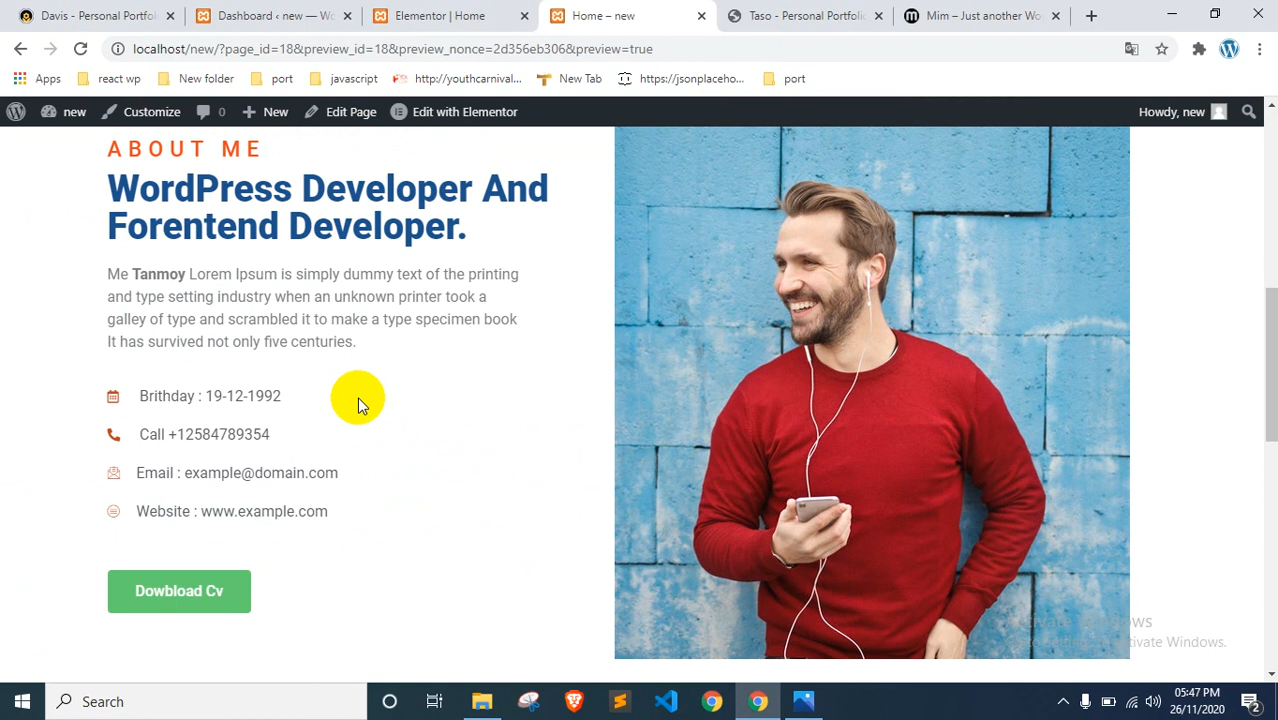 Davis - Personal Portfoli
Dashboard ‹ new — Wo
Elementor | Home
Home – new
Taso - Personal Portfolio
Mim – Just another Wo
localhost/new/?page_id=18&preview_id=18&preview_nonce=2d356eb306&preview=true
Apps
react wp
New folder
port
javascript
http://youthcarnival...
New Tab
https://jsonplaceho...
port
new
Customize
0
New
Edit Page
Edit with Elementor
Howdy, new
ABOUT ME
WordPress Developer And
Forentend Developer.
Me Tanmoy Lorem Ipsum is simply dummy text of the printing
and type setting industry when an unknown printer took a
galley of type and scrambled it to make a type specimen book
It has survived not only five centuries.
Brithday : 19-12-1992
Call +12584789354
Email : example@domain.com
Website : www.example.com
Dowbload Cv
Search
05:47 PM
26/11/2020
2